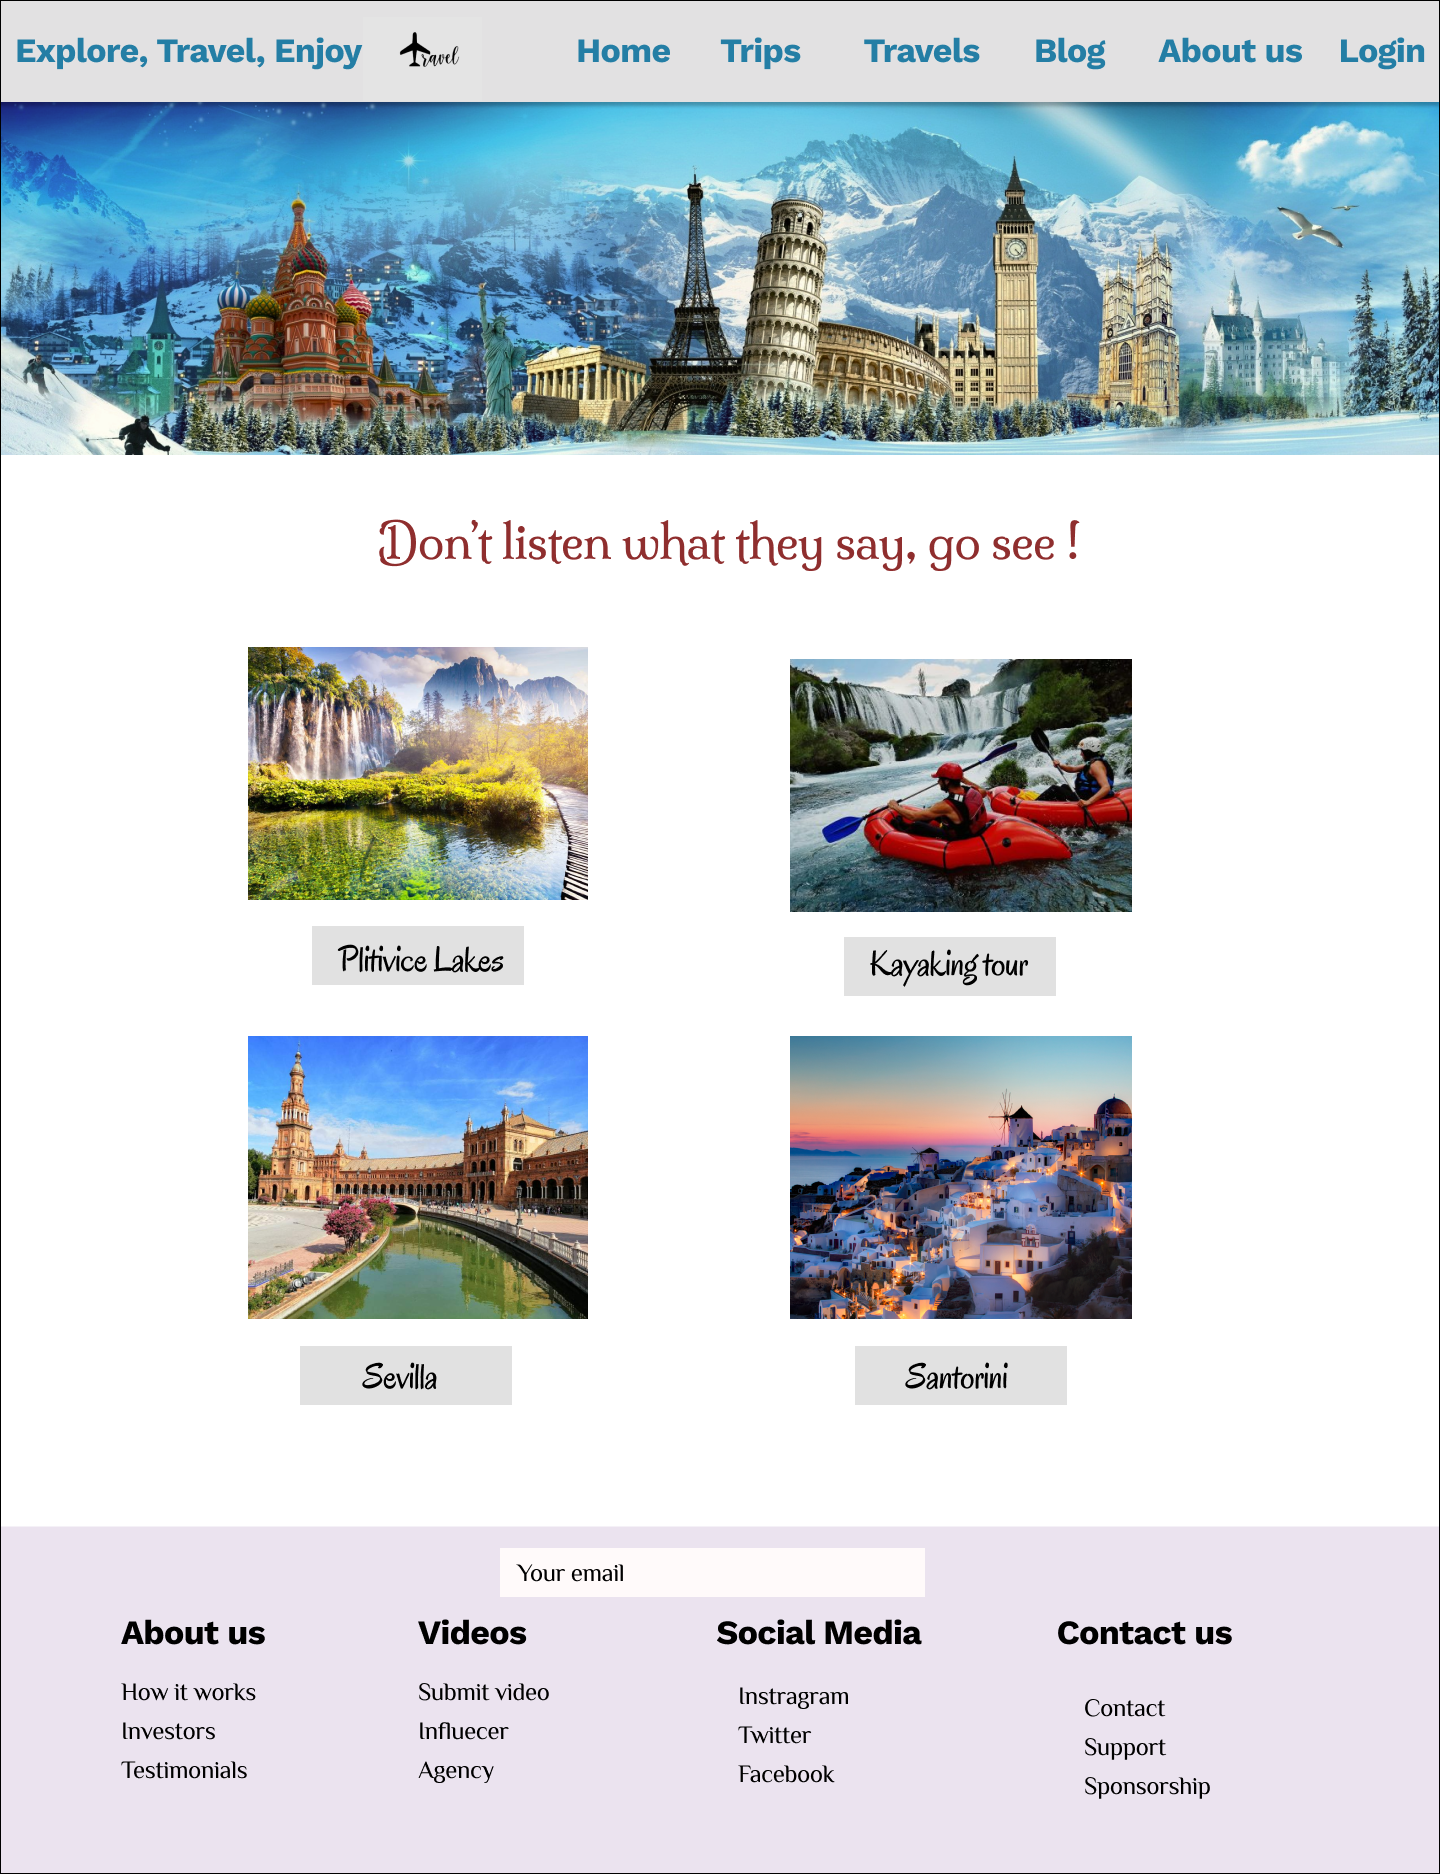 Explore, Travel, Enjoy Travel Home Trips Travels Blog About us Login
Don't listen what they say, go see !
Plitivice Lakes
Kayaking tour
Sevilla
Santorini
Your email
About us
How it works
Investors
Testimonials
Videos
Submit video
Influecer
Agency
Social Media
Instragram
Twitter
Facebook
Contact us
Contact
Support
Sponsorship